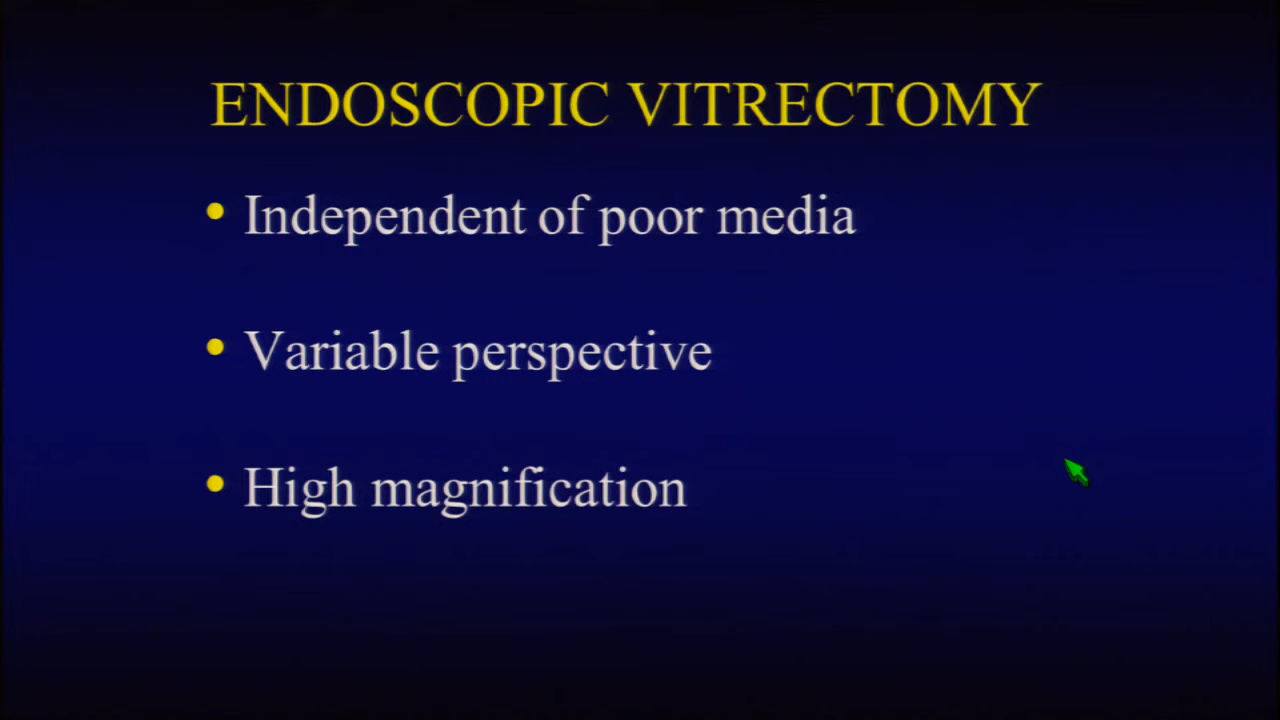 ENDOSCOPIC VITRECTOMY
• Independent of poor media
• Variable perspective
• High magnification